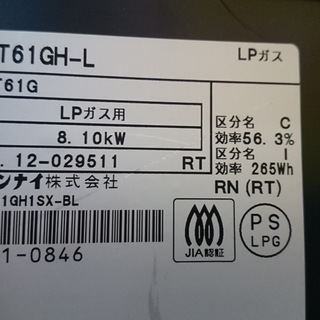 T61GH-L LPガス
T61G
LPガス用
8.10kW
区分名 C
効率56.3%
区分名 I
効率 265Wh
.12-029511 RT
RN (RT)
ンナイ株式会社
1GH1SX-BL
1-0846
JIA認証
PS
LPG